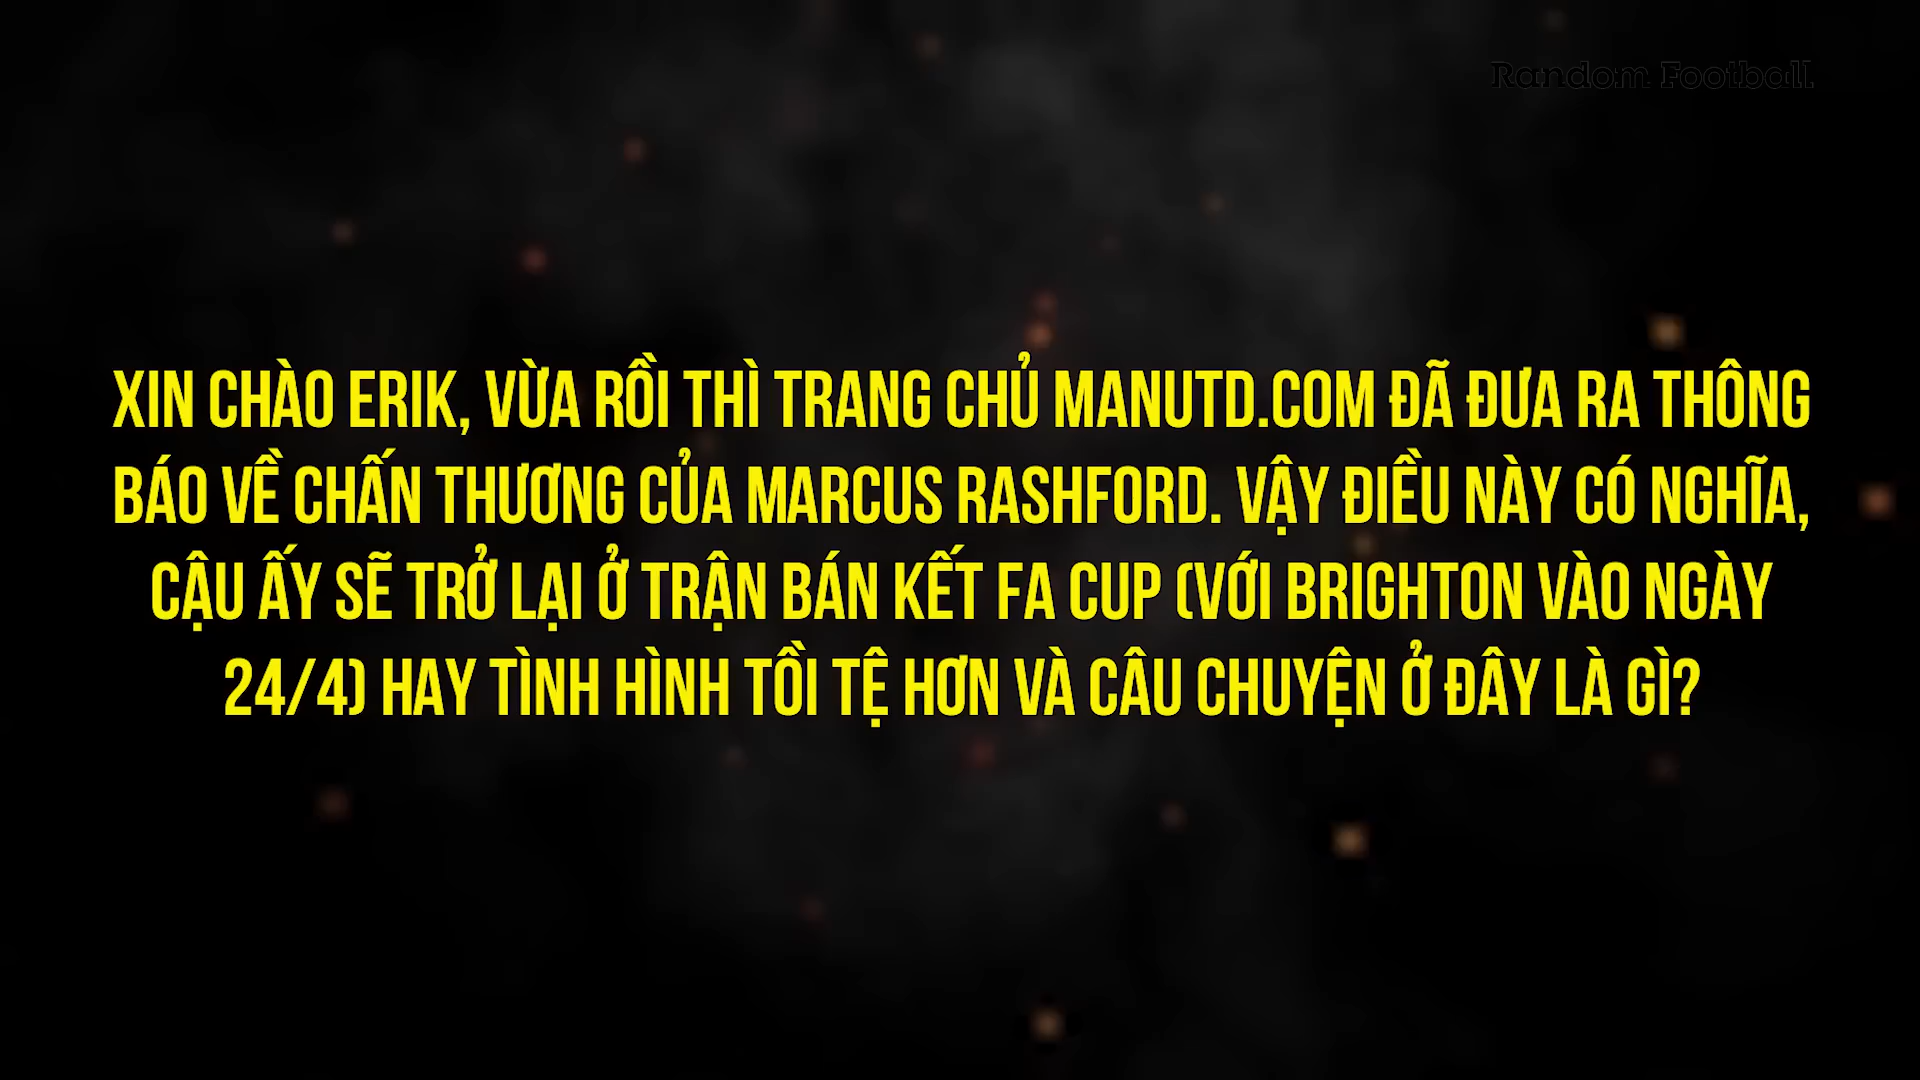 Random Football
XIN CHÀO ERIK, VỪA RỒI THÌ TRANG CHỦ MANUTD.COM ĐÃ ĐƯA RA THÔNG
BÁO VỀ CHẤN THƯƠNG CỦA MARCUS RASHFORD. VẬY ĐIỀU NÀY CÓ NGHĨA,
CẬU ẤY SẼ TRỞ LẠI Ở TRẬN BÁN KẾT FA CUP (VỚI BRIGHTON VÀO NGÀY
24/4) HAY TÌNH HÌNH TỒI TỆ HƠN VÀ CÂU CHUYỆN Ở ĐÂY LÀ GÌ?